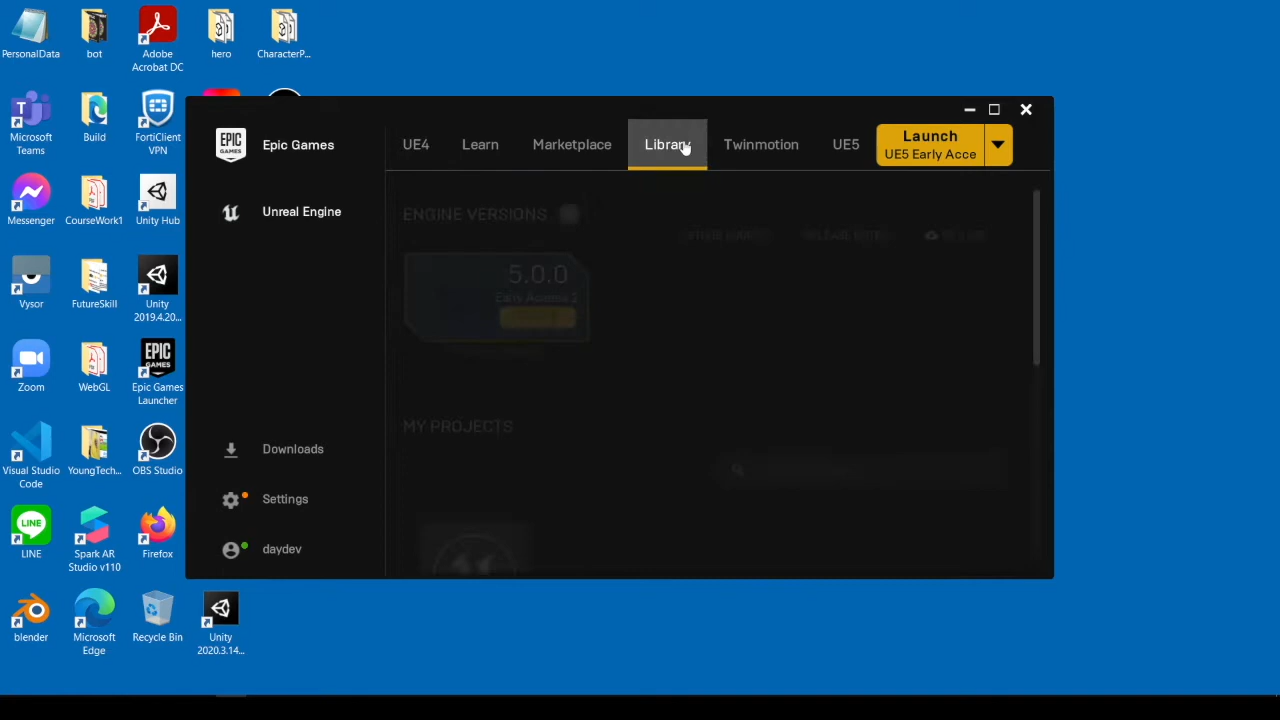 PersonalData
bot
Adobe
Acrobat DC
hero
CharacterP...
Microsoft
Teams
Build
FortiClient
VPN
Messenger
CourseWork1
Unity Hub
Vysor
FutureSkill
Unity
2019.4.20...
Zoom
WebGL
Epic Games
Launcher
Visual Studio
Code
YoungTech...
OBS Studio
LINE
LINE
Spark AR
Studio v110
Firefox
blender
Microsoft
Edge
Recycle Bin
Unity
2020.3.14...
EPIC
GAMES
EPIC
GAMES
Epic Games
Unreal Engine
Downloads
Settings
daydev
UE4
Learn
Marketplace
Library
Twinmotion
UE5
Launch
UE5 Early Acce
ENGINE VERSIONS
5.0.0
Early Access 2
MY PROJECTS